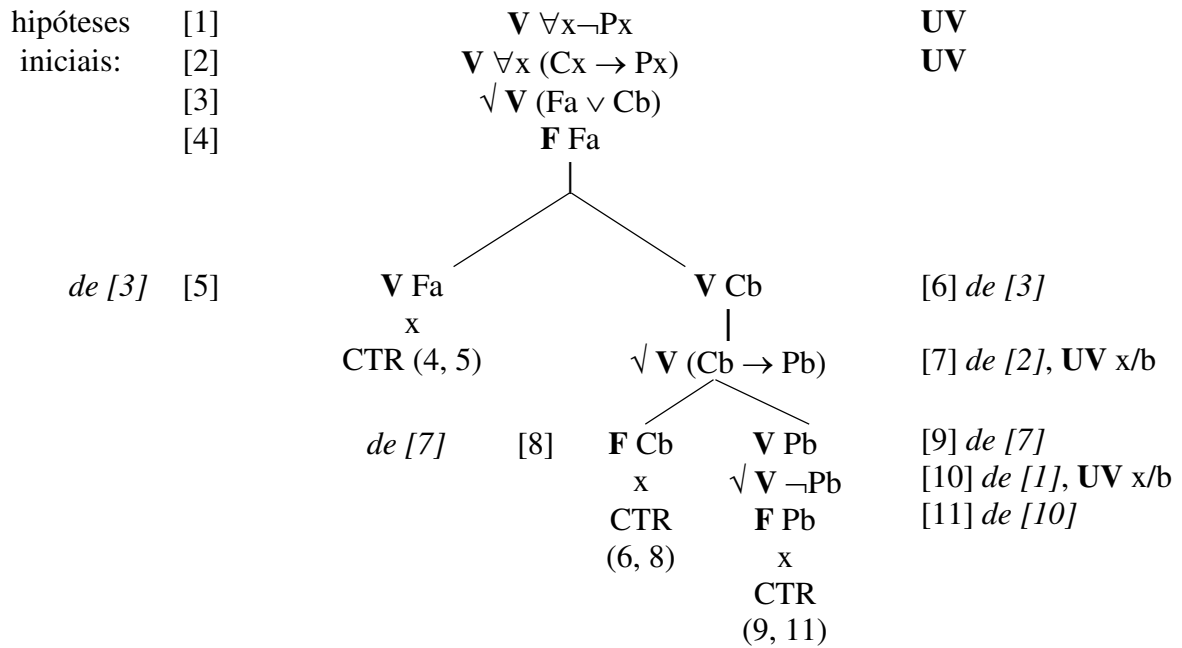 hipóteses [1] V ∀x¬Px UV
iniciais: [2] V ∀x (Cx → Px) UV
[3] √ V (Fa ∨ Cb)
[4] F Fa
de [3] [5] V Fa V Cb [6] de [3]
x
CTR (4, 5) √ V (Cb → Pb) [7] de [2], UV x/b
de [7] [8] F Cb V Pb [9] de [7]
x √ V ¬Pb [10] de [1], UV x/b
CTR F Pb [11] de [10]
(6, 8) x
CTR
(9, 11)